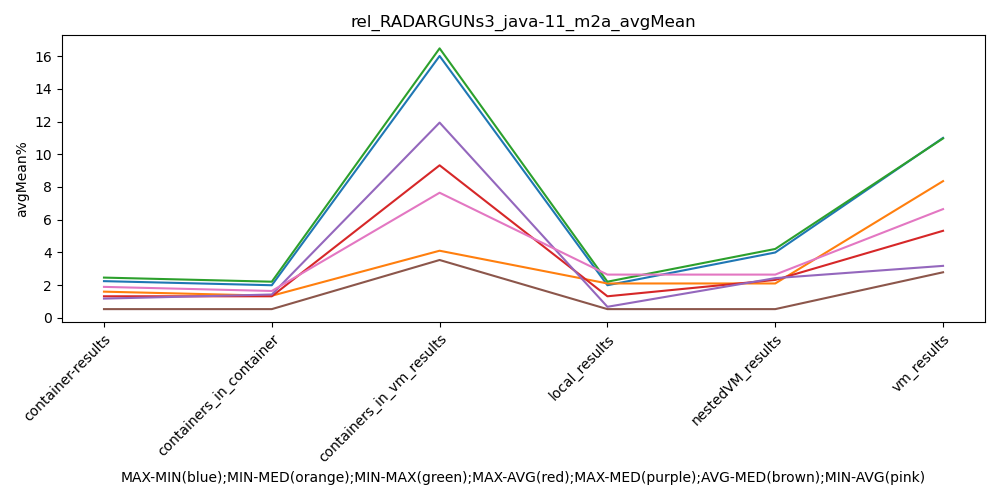 rel_RADARGUNs3_java-11_m2a_avgMean
avgMean%
16
14
12
10
8
6
4
2
0
container-results
containers_in_container
containers_in_vm_results
local_results
nestedVM_results
vm_results
MAX-MIN(blue);MIN-MED(orange);MIN-MAX(green);MAX-AVG(red);MAX-MED(purple);AVG-MED(brown);MIN-AVG(pink)